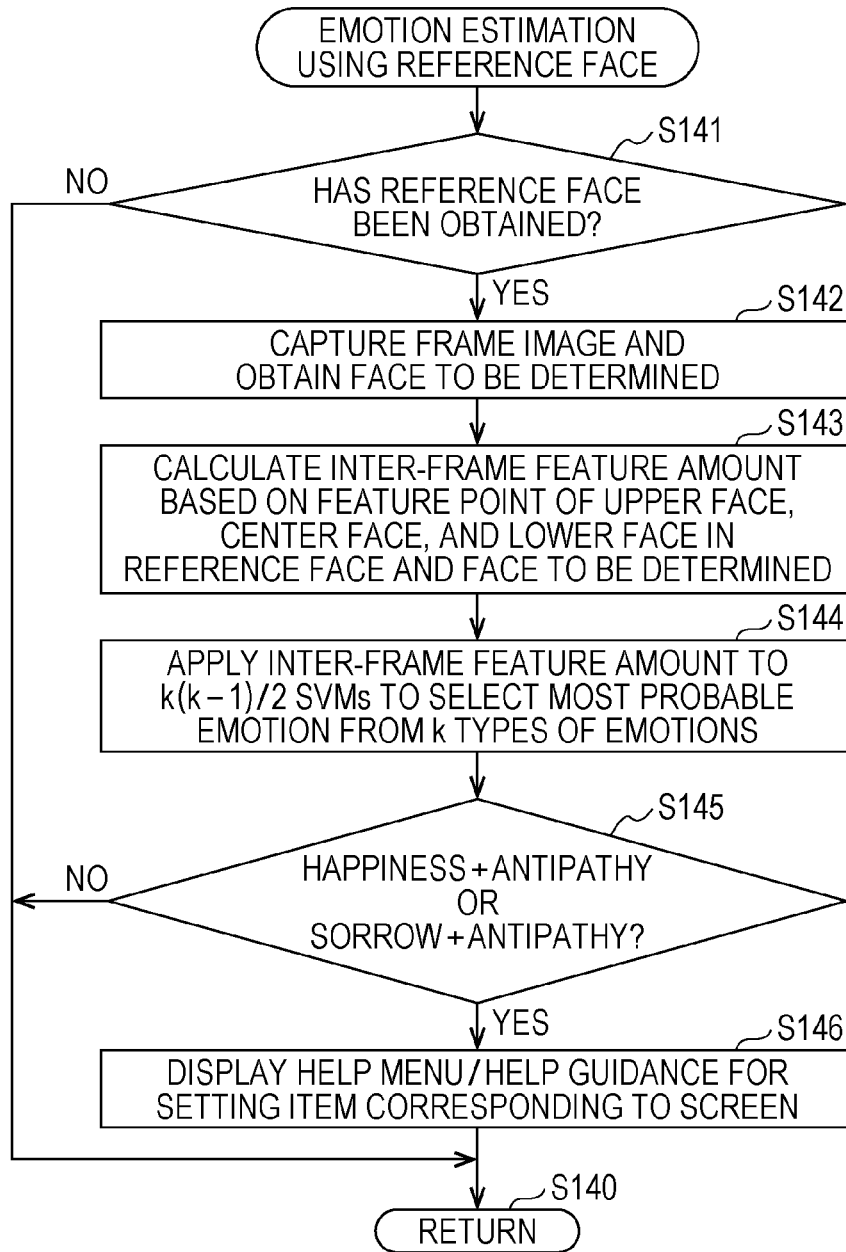 EMOTION ESTIMATION
USING REFERENCE FACE
S141
NO
HAS REFERENCE FACE
BEEN OBTAINED?
YES
S142
CAPTURE FRAME IMAGE AND
OBTAIN FACE TO BE DETERMINED
S143
CALCULATE INTER-FRAME FEATURE AMOUNT
BASED ON FEATURE POINT OF UPPER FACE,
CENTER FACE, AND LOWER FACE IN
REFERENCE FACE AND FACE TO BE DETERMINED
S144
APPLY INTER-FRAME FEATURE AMOUNT TO
k(k-1)/2 SVMs TO SELECT MOST PROBABLE
EMOTION FROM k TYPES OF EMOTIONS
S145
NO
HAPPINESS+ANTIPATHY
OR
SORROW+ANTIPATHY?
YES
S146
DISPLAY HELP MENU/HELP GUIDANCE FOR
SETTING ITEM CORRESPONDING TO SCREEN
S140
RETURN